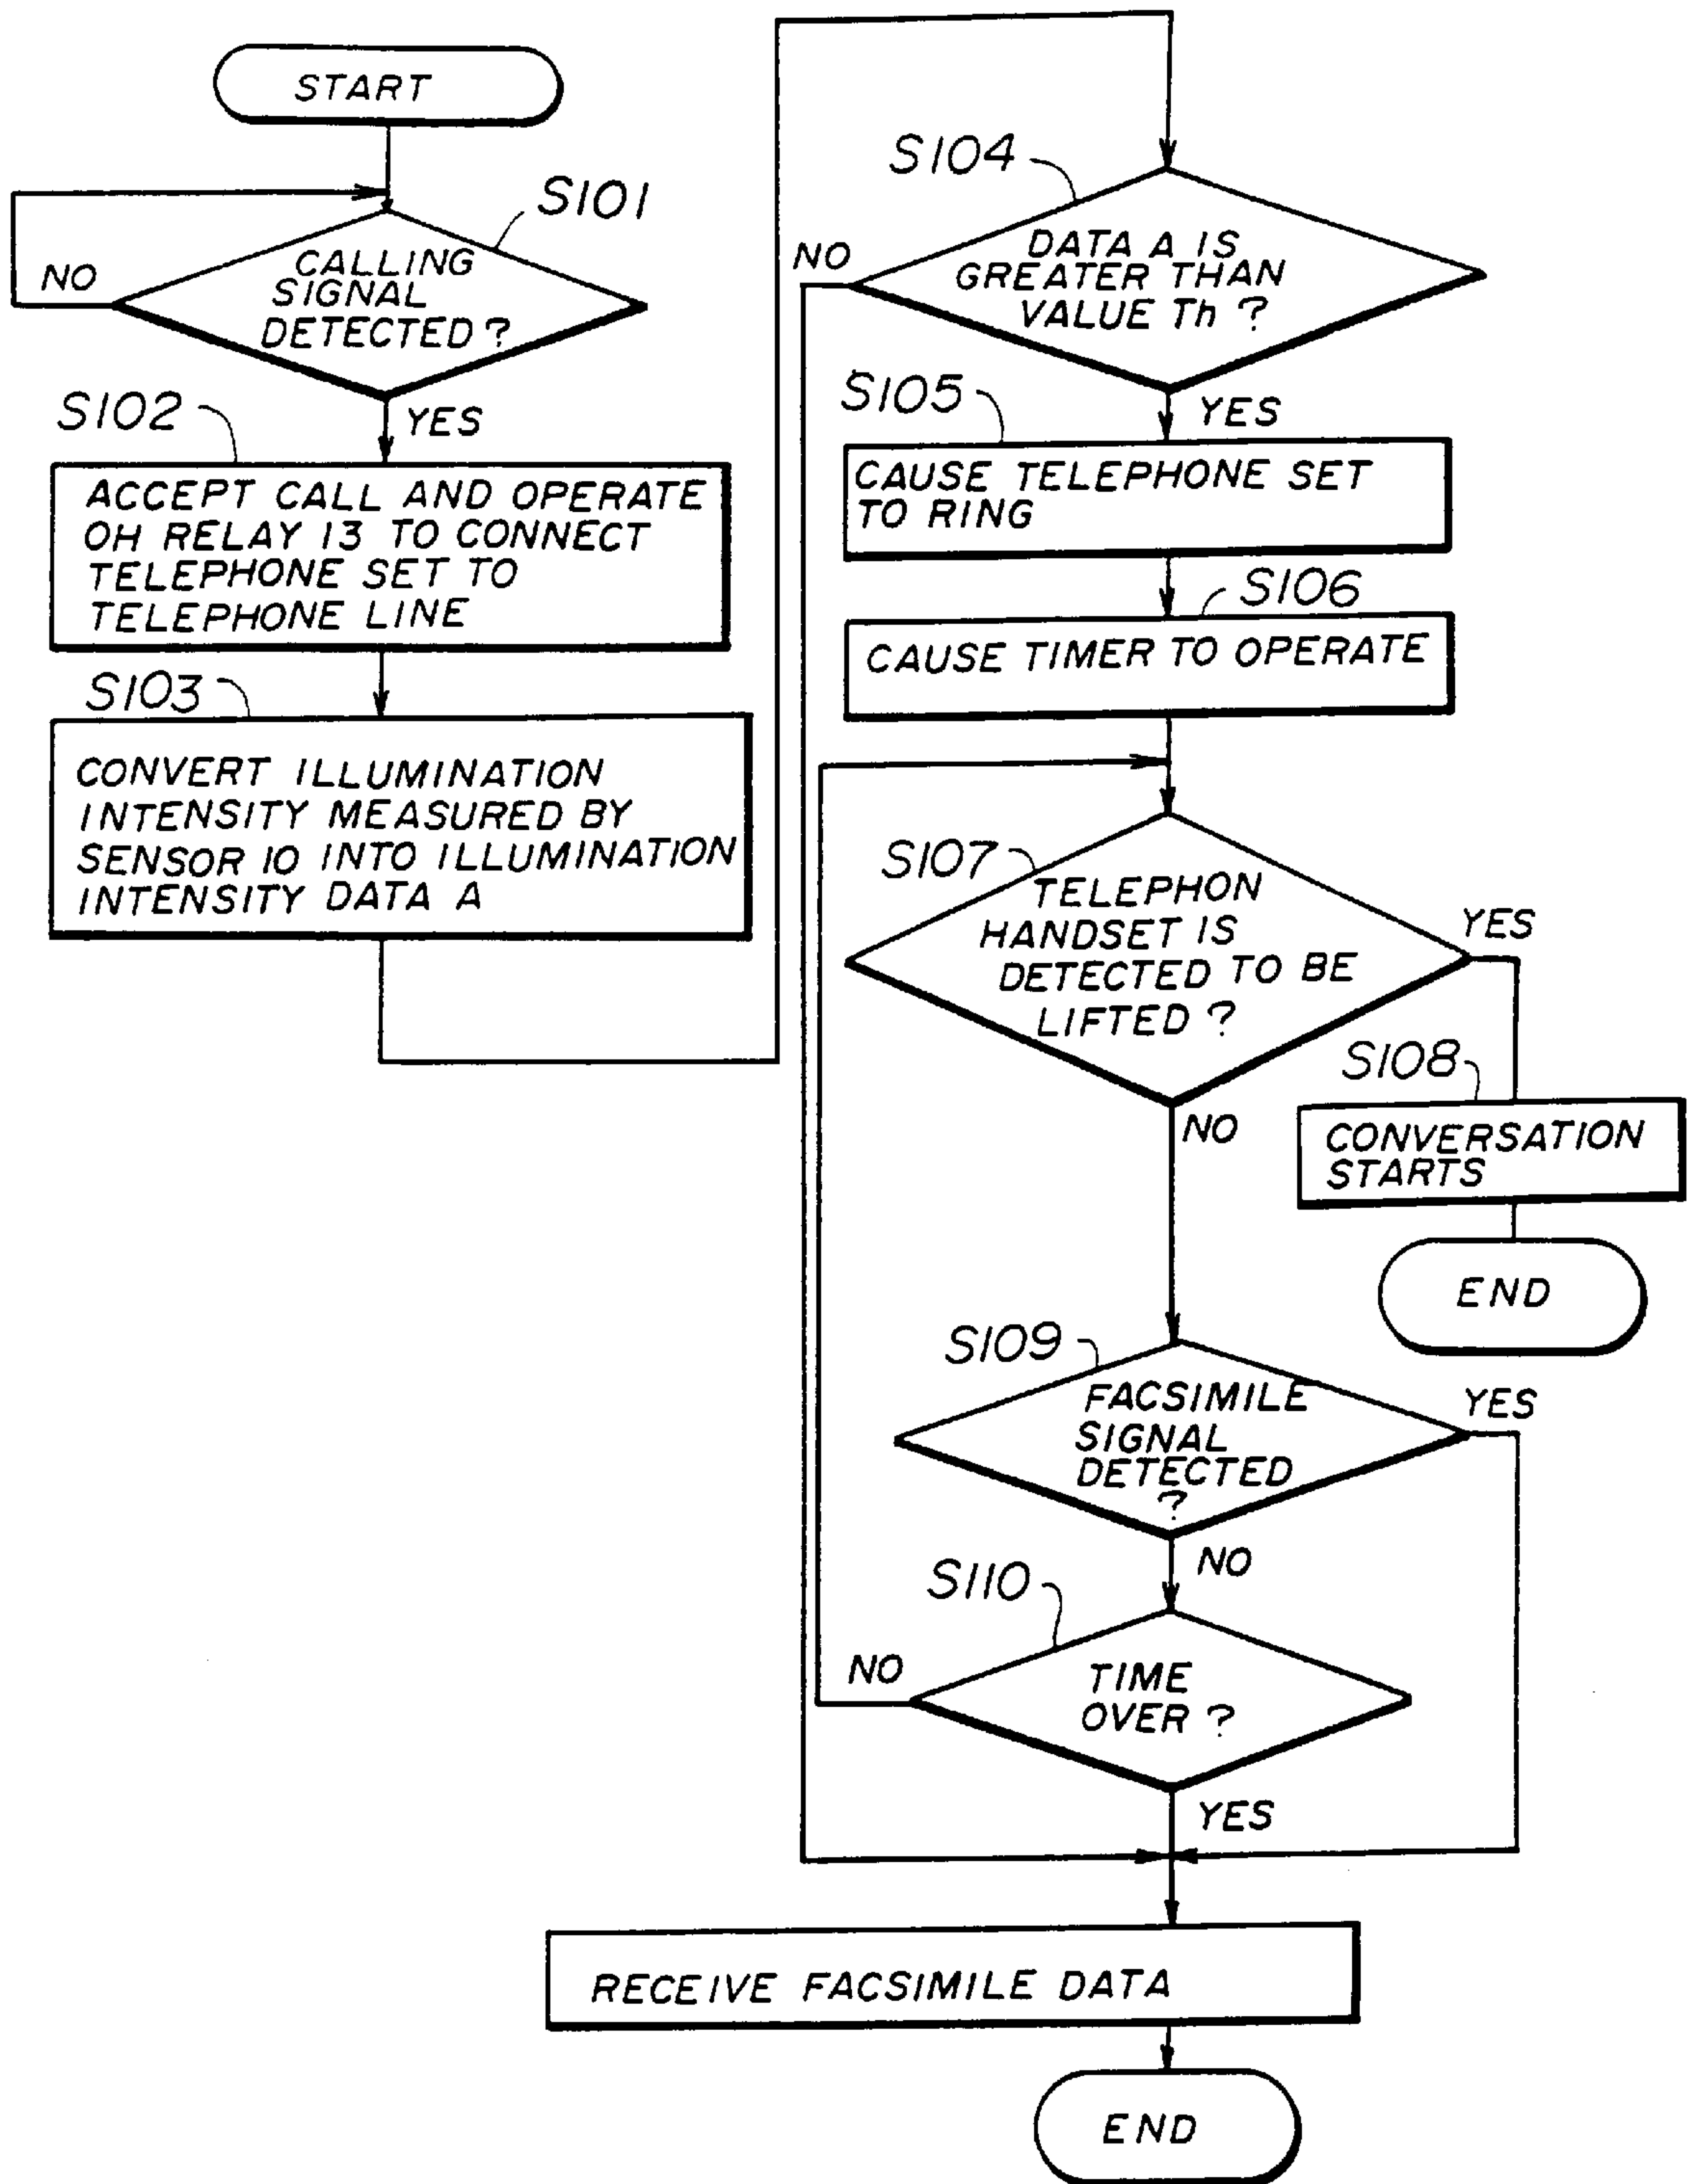 START
S101
CALLING
SIGNAL
DETECTED ?
NO
YES
S102
ACCEPT CALL AND OPERATE
OH RELAY 13 TO CONNECT
TELEPHONE SET TO
TELEPHONE LINE
S103
CONVERT ILLUMINATION
INTENSITY MEASURED BY
SENSOR 10 INTO ILLUMINATION
INTENSITY DATA A
S104
DATA A IS
GREATER THAN
VALUE Th ?
NO
YES
S105
CAUSE TELEPHONE SET
TO RING
S106
CAUSE TIMER TO OPERATE
S107
TELEPHON
HANDSET IS
DETECTED TO BE
LIFTED ?
YES
NO
S108
CONVERSATION
STARTS
END
S109
FACSIMILE
SIGNAL
DETECTED
?
YES
NO
S110
TIME
OVER ?
NO
YES
RECEIVE FACSIMILE DATA
END